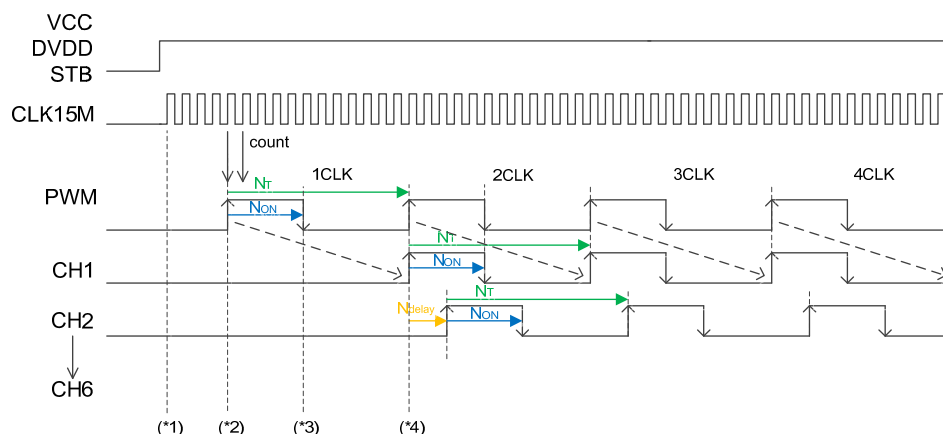 VCC
DVDD
STB
CLK15M
count
1CLK
2CLK
3CLK
4CLK
NT
PWM
NON
NT
CH1
NON
NT
CH2
Ndelay
NON
CH6
(*1)
(*2)
(*3)
(*4)